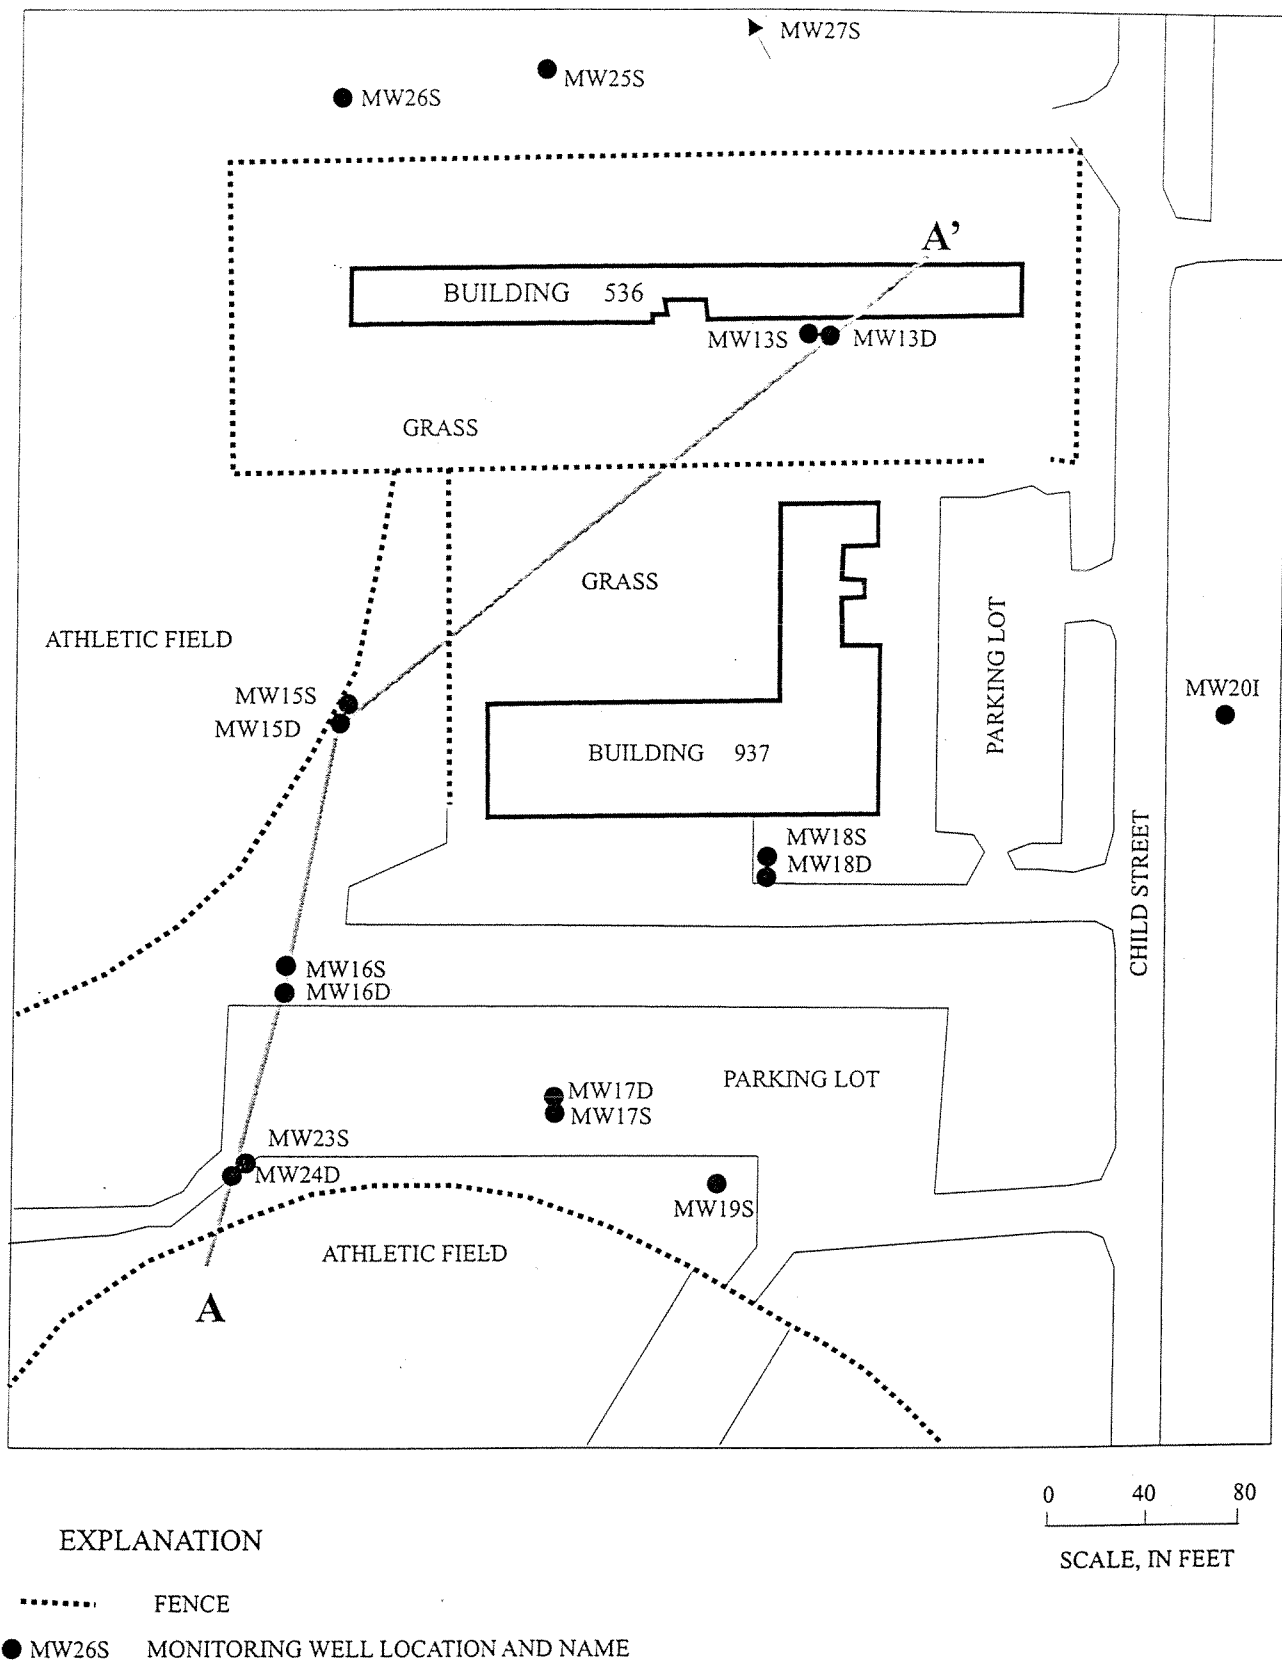 MW27S
MW25S
MW26S
A’
BUILDING 536
MW13S
MW13D
GRASS
GRASS
ATHLETIC FIELD
PARKING LOT
MW15S
MW15D
MW20I
BUILDING 937
MW18S
MW18D
CHILD STREET
MW16S
MW16D
PARKING LOT
MW17D
MW17S
MW23S
MW24D
MW19S
ATHLETIC FIELD
A
0 40 80
SCALE, IN FEET
EXPLANATION
FENCE
MW26S MONITORING WELL LOCATION AND NAME